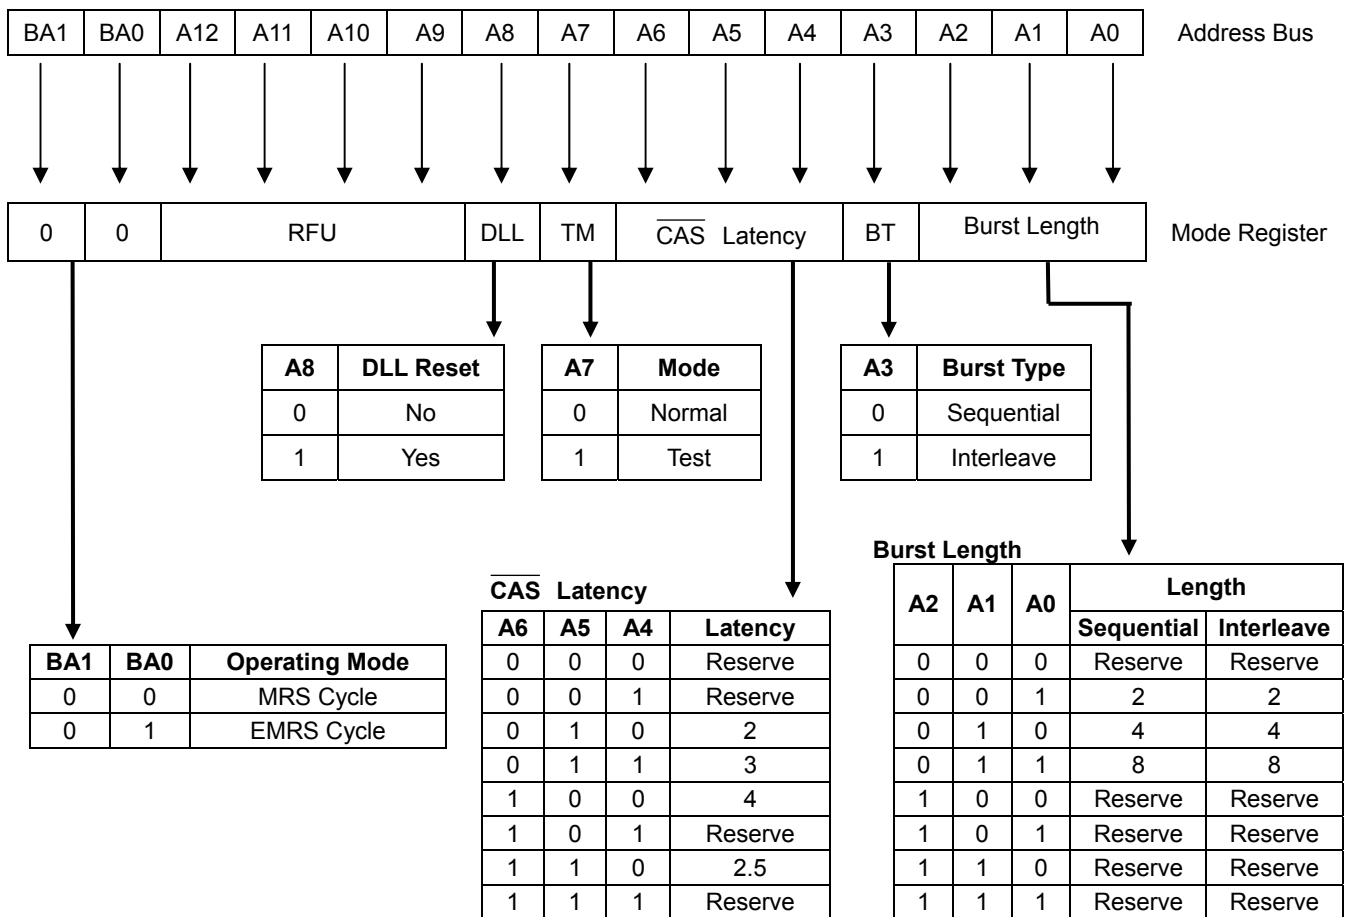 BA1 BA0 A12 A11 A10 A9 A8 A7 A6 A5 A4 A3 A2 A1 A0 Address Bus
0 0 RFU DLL TM CAS Latency BT Burst Length Mode Register
A8 DLL Reset
0 No
1 Yes
A7 Mode
0 Normal
1 Test
A3 Burst Type
0 Sequential
1 Interleave
BA1 BA0 Operating Mode
0 0 MRS Cycle
0 1 EMRS Cycle
CAS Latency
A6 A5 A4 Latency
0 0 0 Reserve
0 0 1 Reserve
0 1 0 2
0 1 1 3
1 0 0 4
1 0 1 Reserve
1 1 0 2.5
1 1 1 Reserve
Burst Length
A2 A1 A0 Length
Sequential Interleave
0 0 0 Reserve Reserve
0 0 1 2 2
0 1 0 4 4
0 1 1 8 8
1 0 0 Reserve Reserve
1 0 1 Reserve Reserve
1 1 0 Reserve Reserve
1 1 1 Reserve Reserve